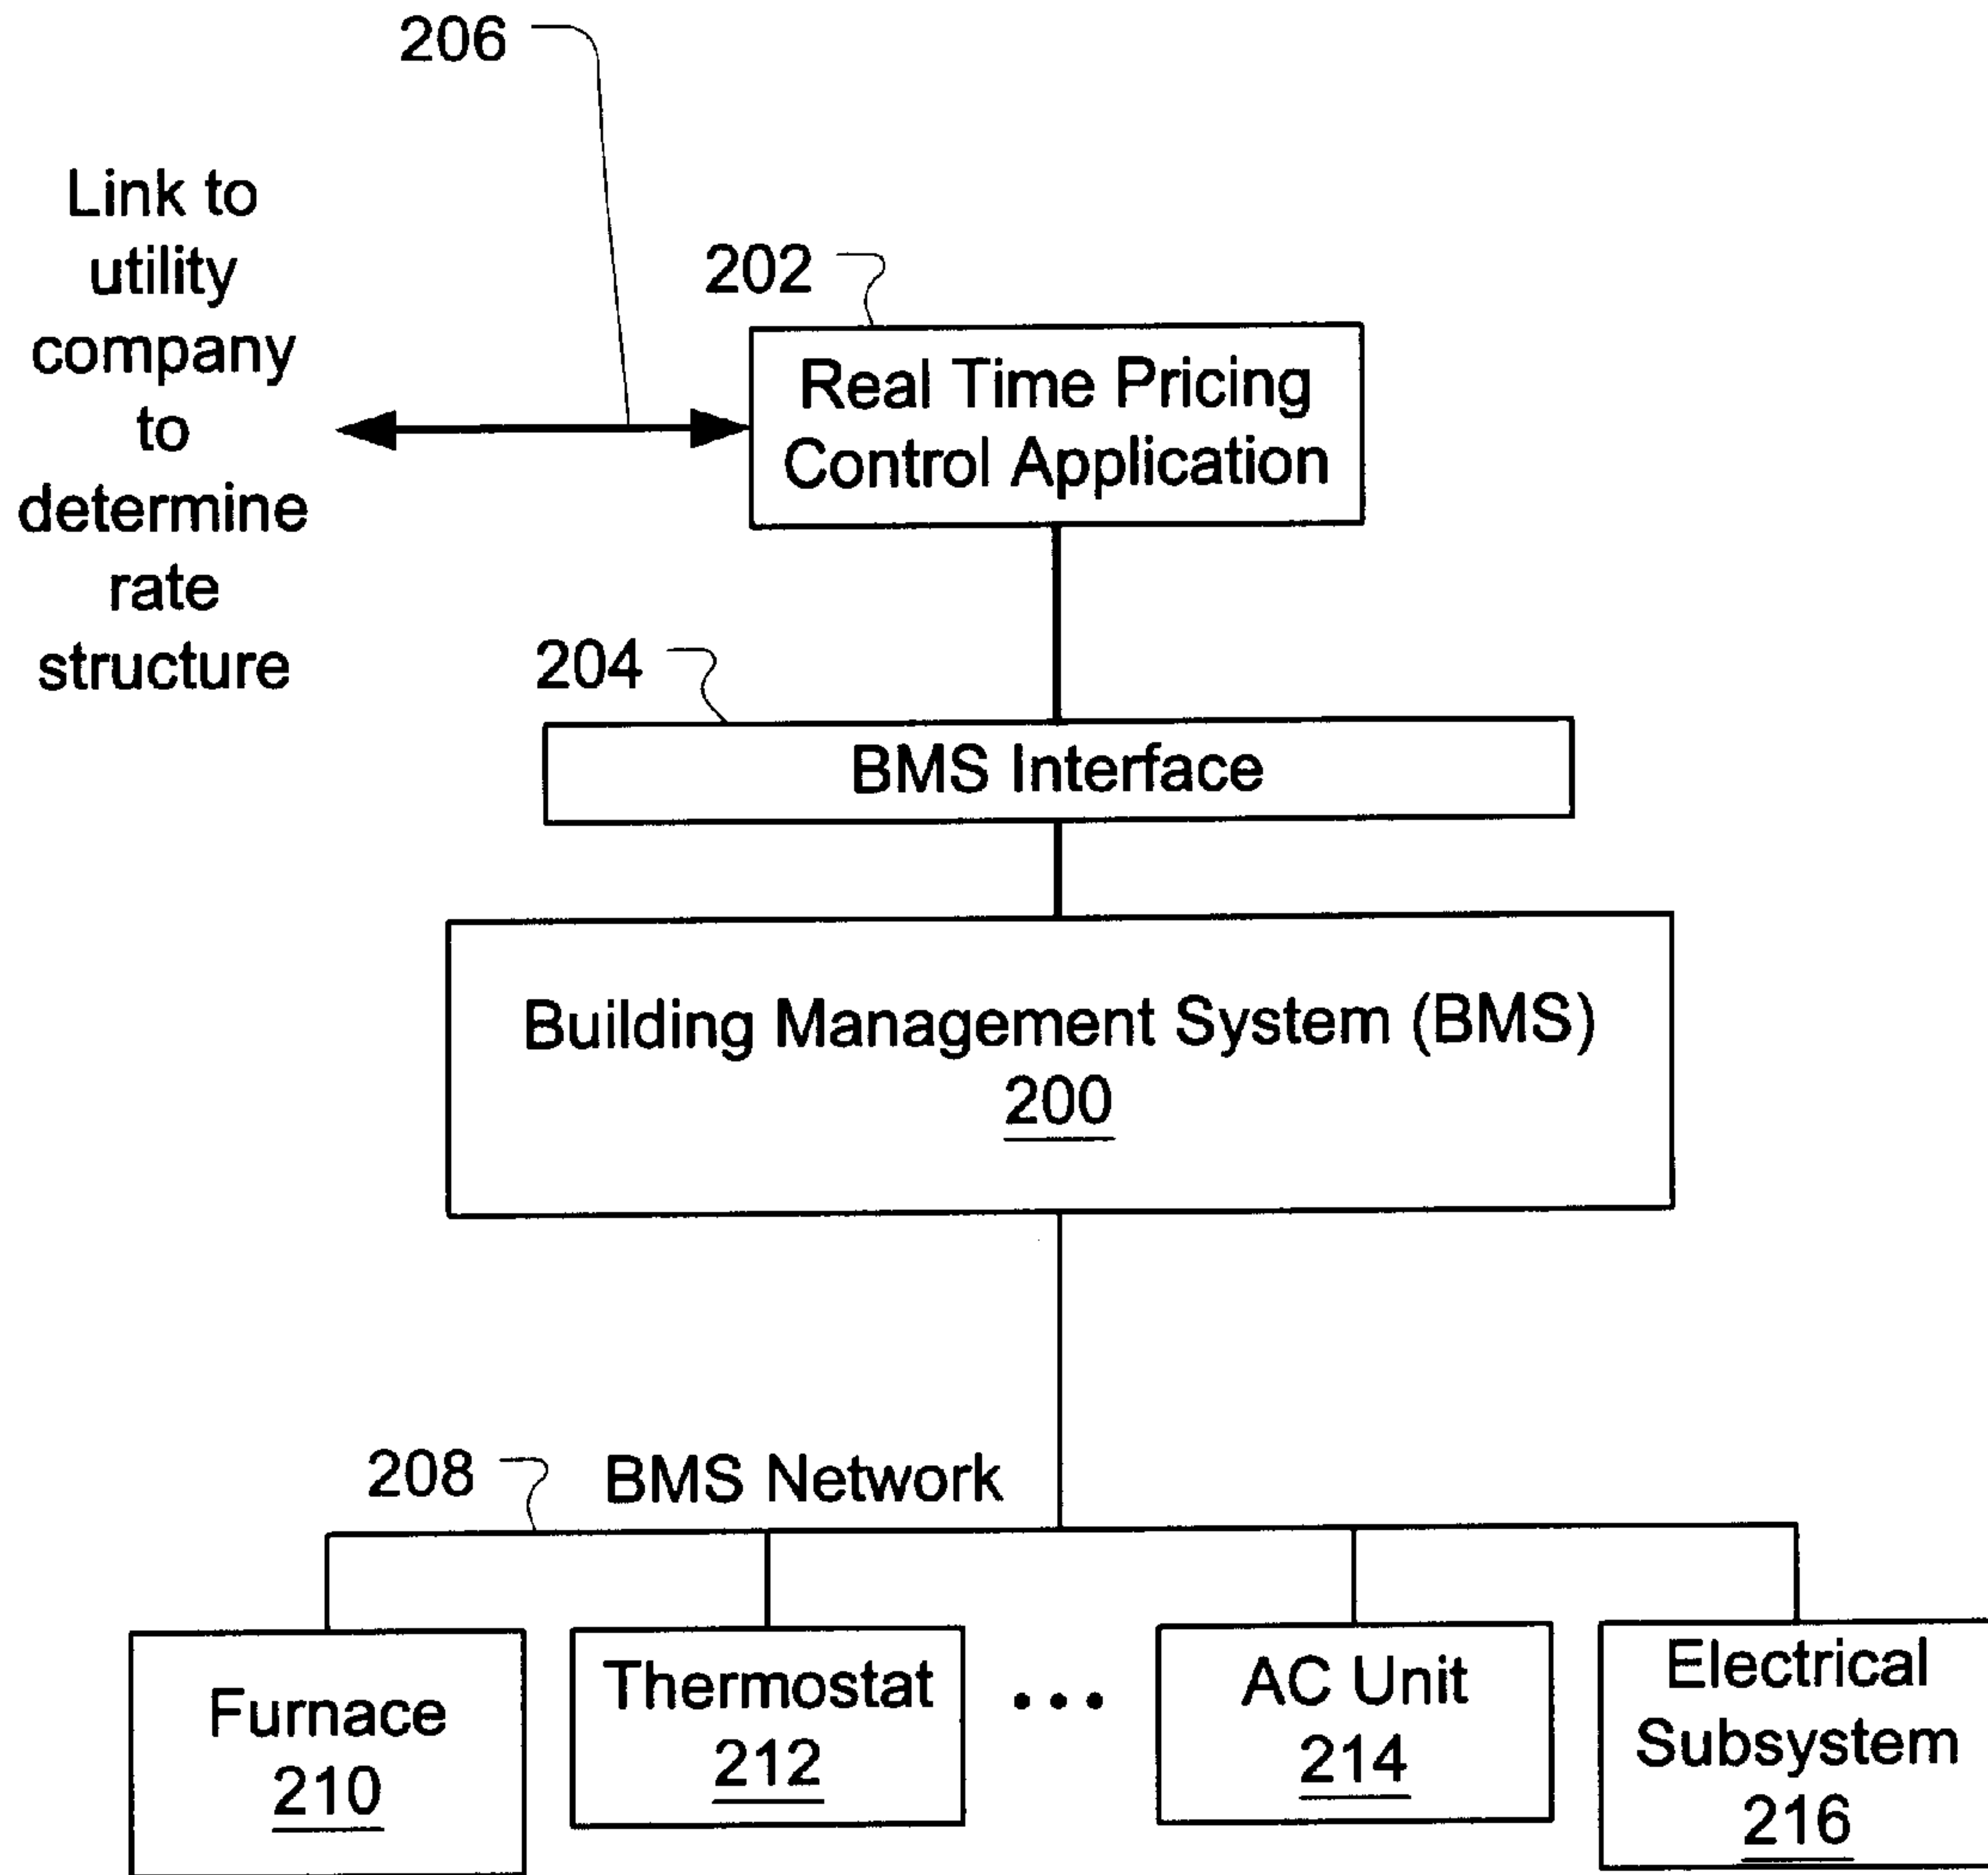 206
Link to
utility
company
to
determine
rate
structure
202
Real Time Pricing
Control Application
204
BMS Interface
Building Management System (BMS)
200
208
BMS Network
Furnace
210
Thermostat
212
...
AC Unit
214
Electrical
Subsystem
216